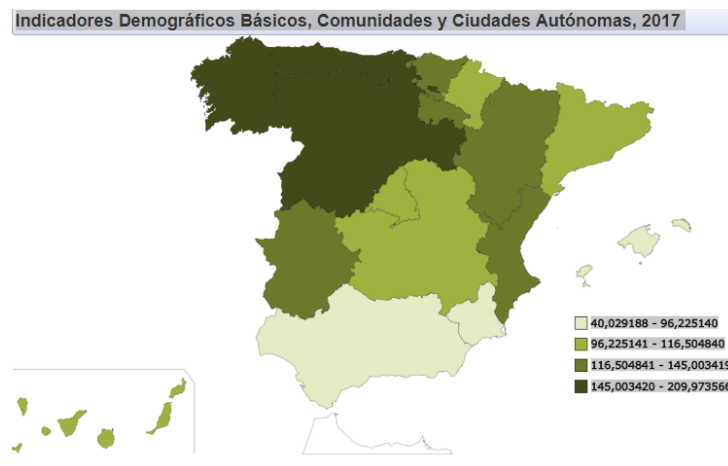 Indicadores Demográficos Básicos, Comunidades y Ciudades Autónomas, 2017
40,029188 - 96,225140
96,225141 - 116,504840
116,504841 - 145,003419
145,003420 - 209,973566